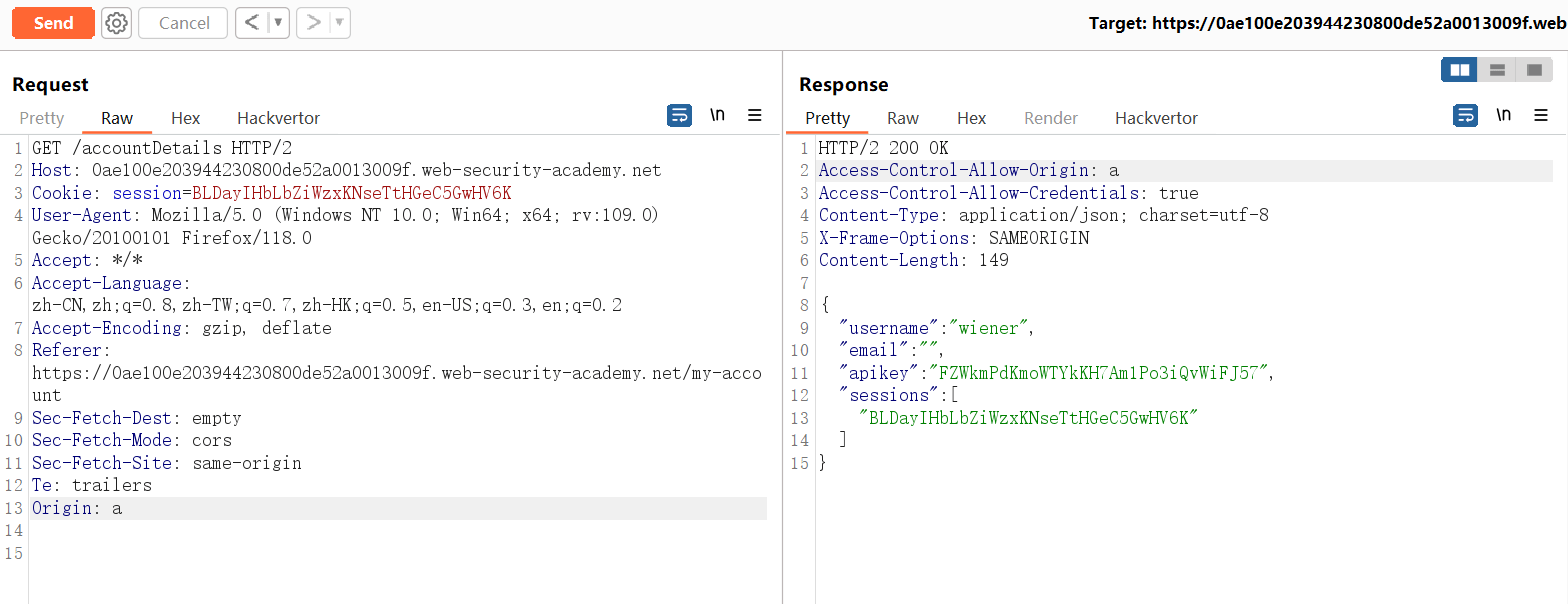 Send
Cancel
< ▼
> ▼
Target: https://0ae100e203944230800de52a0013009f.web
Request
Pretty Raw Hex Hackvertor
\n
1 GET /accountDetails HTTP/2
2 Host: 0ae100e203944230800de52a0013009f.web-security-academy.net
3 Cookie: session=BLDayIHbLbZiWzxKNseTtHGeC5GwHV6K
4 User-Agent: Mozilla/5.0 (Windows NT 10.0; Win64; x64; rv:109.0)
Gecko/20100101 Firefox/118.0
5 Accept: */*
6 Accept-Language:
zh-CN,zh;q=0.8,zh-TW;q=0.7,zh-HK;q=0.5,en-US;q=0.3,en;q=0.2
7 Accept-Encoding: gzip, deflate
8 Referer:
https://0ae100e203944230800de52a0013009f.web-security-academy.net/my-acco
unt
9 Sec-Fetch-Dest: empty
10 Sec-Fetch-Mode: cors
11 Sec-Fetch-Site: same-origin
12 Te: trailers
13 Origin: a
14
15
Response
Pretty Raw Hex Render Hackvertor
\n
1 HTTP/2 200 OK
2 Access-Control-Allow-Origin: a
3 Access-Control-Allow-Credentials: true
4 Content-Type: application/json; charset=utf-8
5 X-Frame-Options: SAMEORIGIN
6 Content-Length: 149
7
8 {
9 "username":"wiener",
10 "email":"",
11 "apikey":"FZWkmPdKmoWTYkKH7Am1Po3iQvWiFJ57",
12 "sessions":[
13 "BLDayIHbLbZiWzxKNseTtHGeC5GwHV6K"
14 ]
15 }